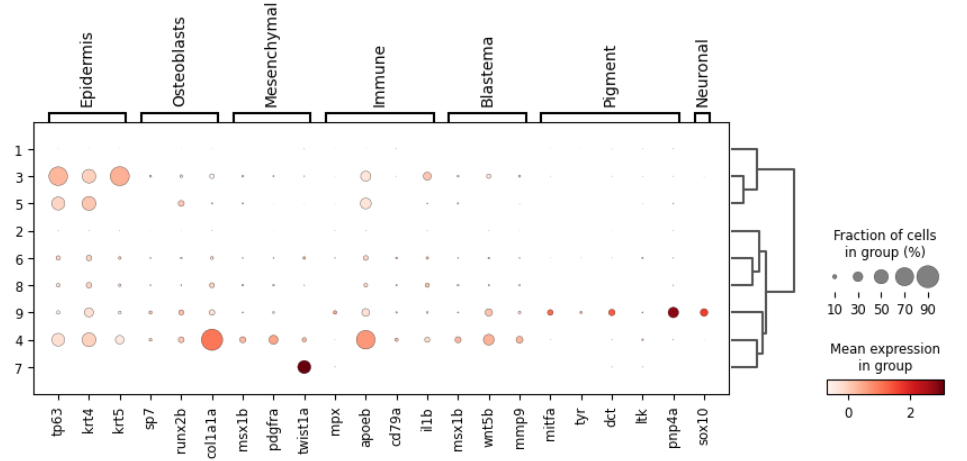 Epidermis
Osteoblasts
Mesenchymal
Immune
Blastema
Pigment
Neuronal
1
3
5
2
6
8
9
4
7
tp63
krt4
krt5
sp7
runx2b
col1a1a
msx1b
pdgfra
twist1a
mpx
apoeb
cd79a
il1b
msx1b
wnt5b
mmp9
mitfa
tyr
dct
ltk
pnp4a
sox10
Fraction of cells
in group (%)
10 30 50 70 90
Mean expression
in group
0 2